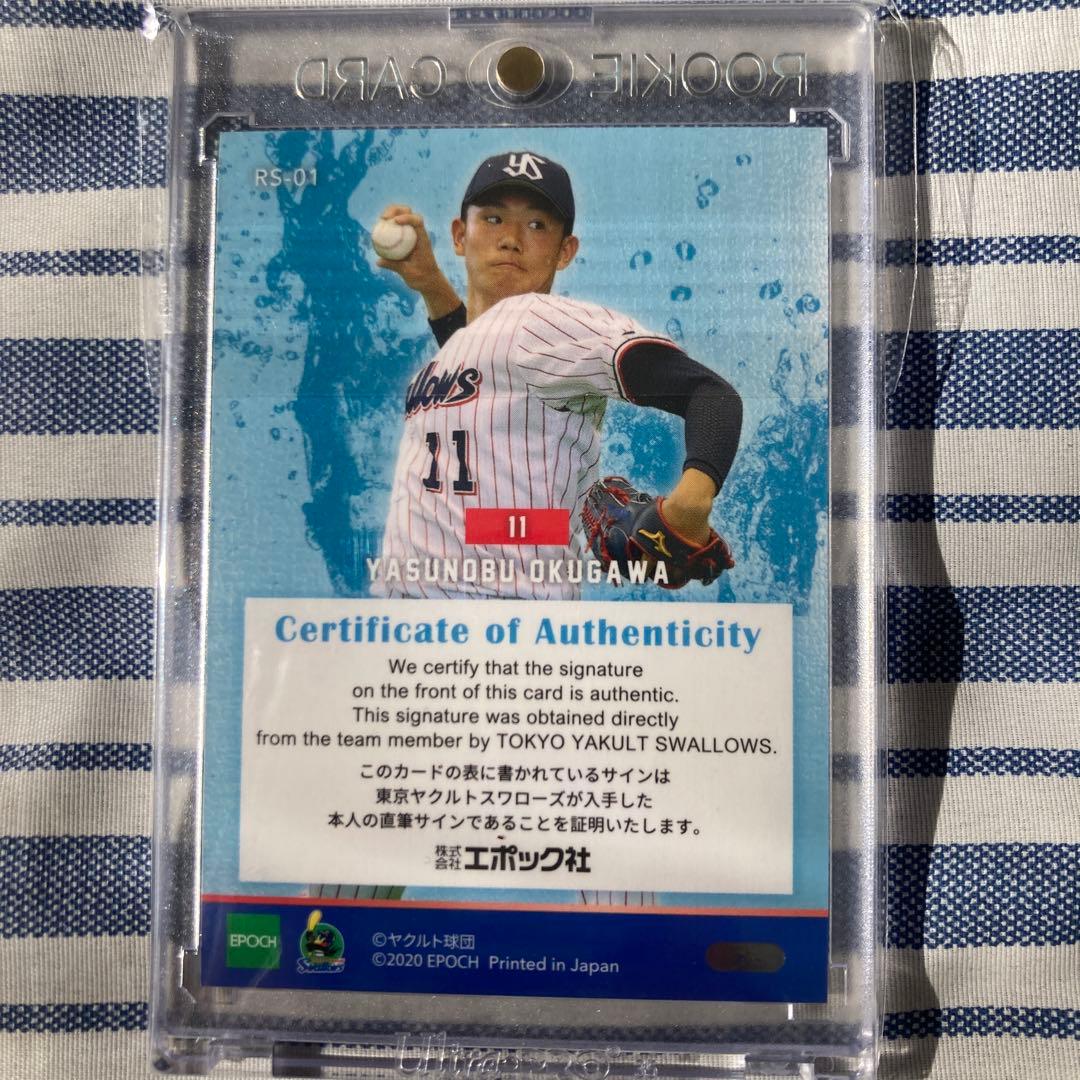 ROOKIE CARD
RS-01
YS
llows
11
11
YASUNOBU OKUGAWA
Certificate of Authenticity
We certify that the signature
on the front of this card is authentic.
This signature was obtained directly
from the team member by TOKYO YAKULT SWALLOWS.
このカードの表に書かれているサインは
東京ヤクルトスワローズが入手した
本人の直筆サインであることを証明いたします。
株式会社エポック社
EPOCH
Swallows
©ヤクルト球団
©2020 EPOCH Printed in Japan
Ultra PRO